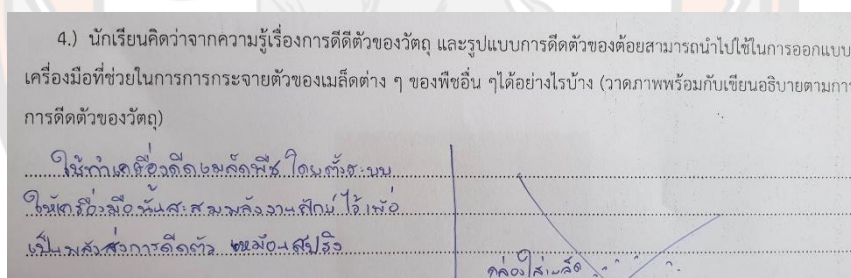 4.) นักเรียนคิดว่าจากความรู้เรื่องการดีดีตัวของวัตถุ และรูปแบบการดีดตัวของต้อยสามารถนำไปใช้ในการออกแบบ
เครื่องมือที่ช่วยในการการกระจายตัวของเมล็ดต่าง ๆ ของพืชอื่น ๆได้อย่างไรบ้าง (วาดภาพพร้อมกับเขียนอธิบายตามการ
การดีดตัวของวัตถุ)
ใช้ทำเครื่องดีดเมล็ดพืช โดยตั้งระบบ
ให้เครื่องมือนั้นสะสมพลังงานศักย์ ไว้ เพื่อ
เป็นพลังส่งการดีดตัว เหมือนสปริง
กล่องใส่เมล็ด